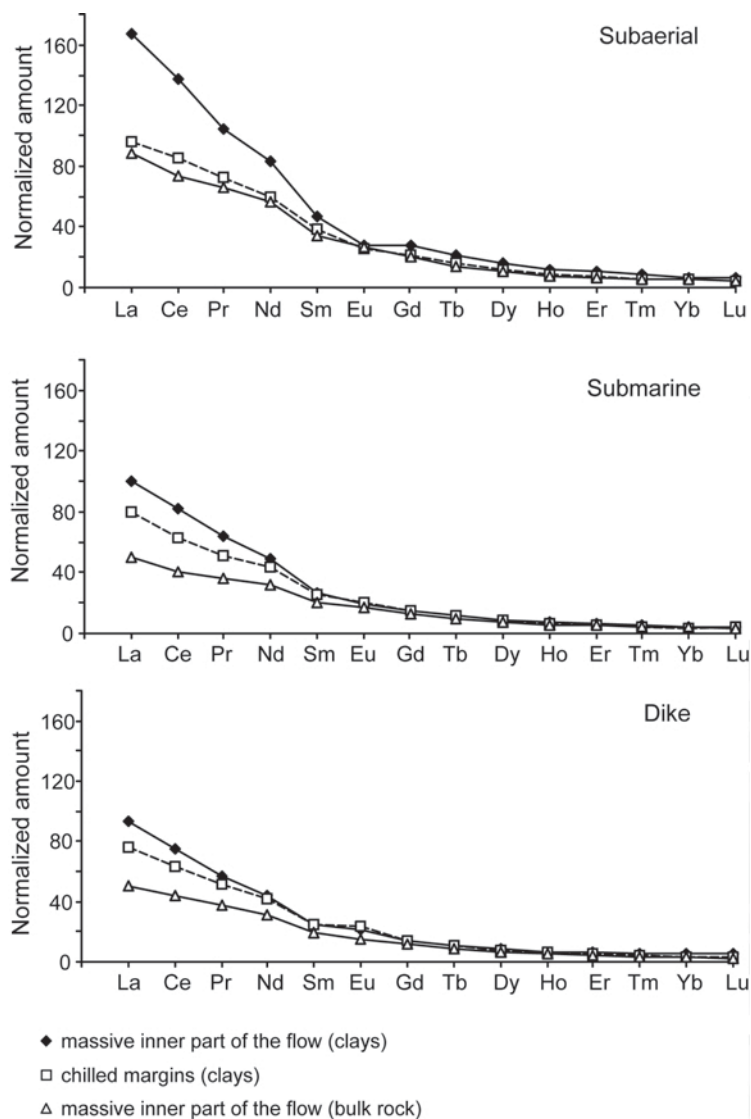 Subaerial
Normalized amount
160
120
80
40
0
La Ce Pr Nd Sm Eu Gd Tb Dy Ho Er Tm Yb Lu
Submarine
Normalized amount
160
120
80
40
0
La Ce Pr Nd Sm Eu Gd Tb Dy Ho Er Tm Yb Lu
Dike
Normalized amount
160
120
80
40
0
La Ce Pr Nd Sm Eu Gd Tb Dy Ho Er Tm Yb Lu
massive inner part of the flow (clays)
chilled margins (clays)
massive inner part of the flow (bulk rock)